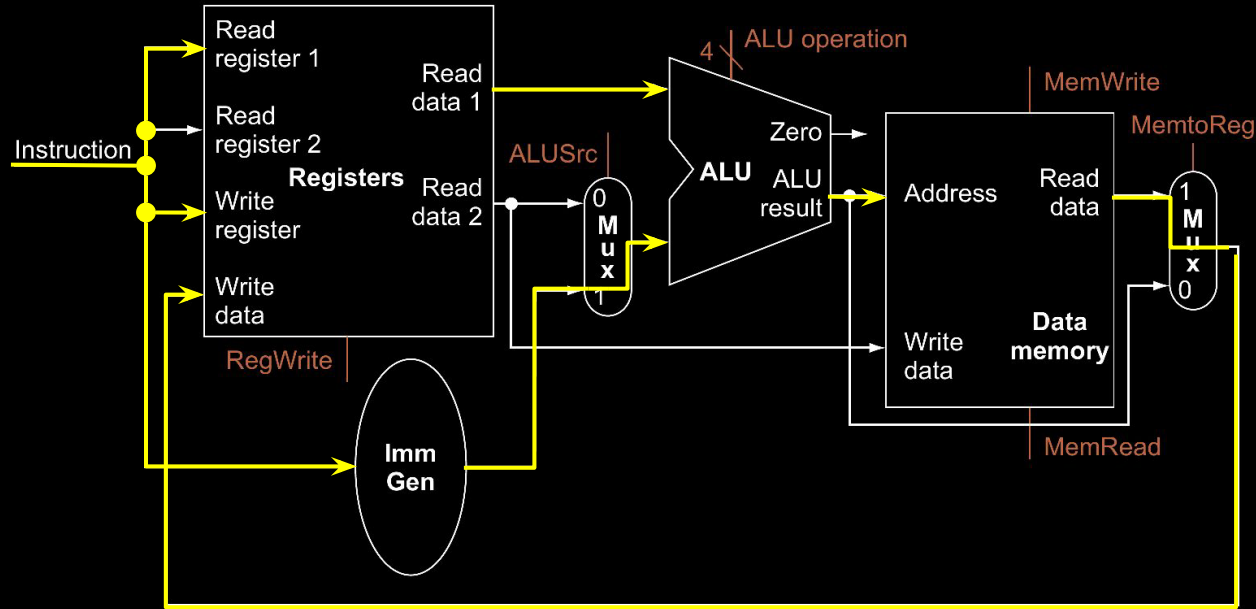 Instruction
Read
register 1
Read
register 2
Write
register
Write
data
Registers
Read
data 1
Read
data 2
RegWrite
Imm
Gen
ALUSrc
0
M
u
x
1
4
ALU operation
Zero
ALU
ALU
result
MemWrite
Address
Read
data
Write
data
Data
memory
MemRead
MemtoReg
1
M
u
x
0